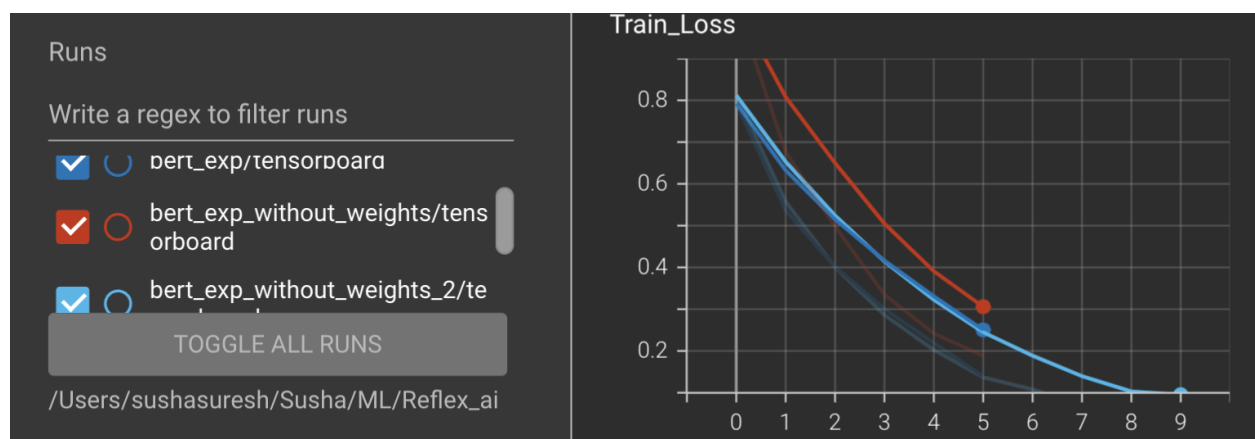 Runs
Write a regex to filter runs
bert_exp/tensorboard
bert_exp_without_weights/tens
orboard
bert_exp_without_weights_2/te
TOGGLE ALL RUNS
/Users/sushasuresh/Susha/ML/Reflex_ai
Train_Loss
0.8
0.6
0.4
0.2
0 1 2 3 4 5 6 7 8 9